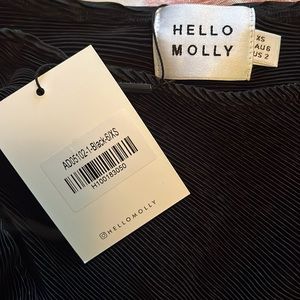 HELLO
MOLLY
XS
AU6
US 2
AD05102-1-Black-6/XS
H100183050
@HELLOMOLLY